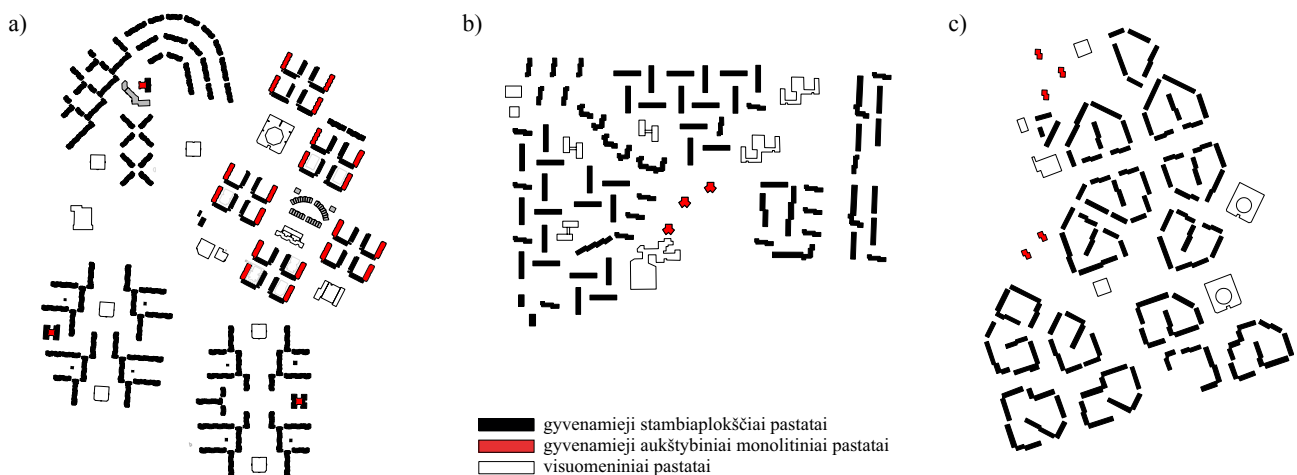 a)
b)
c)
gyvenamieji stambiaplokščiai pastatai
gyvenamieji aukštybiniai monolitiniai pastatai
visuomeniniai pastatai